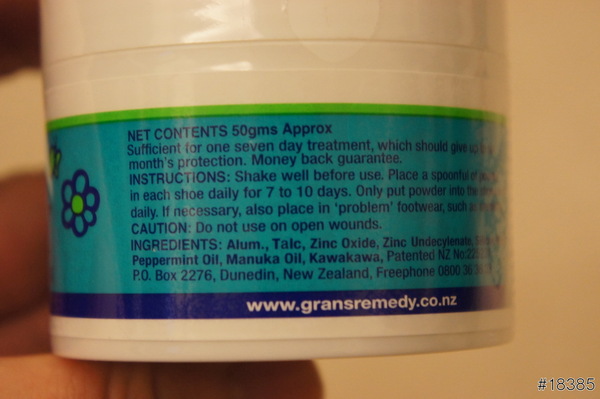 NET CONTENTS 50gms Approx
Sufficient for one seven day treatment, which should give up
month's protection. Money back guarantee.
INSTRUCTIONS: Shake well before use. Place a spoonful of
in each shoe daily for 7 to 10 days. Only put powder into the
daily. If necessary, also place in 'problem' footwear, such as
CAUTION: Do not use on open wounds.
INGREDIENTS: Alum., Talc, Zinc Oxide, Zinc Undecylenate,
Peppermint Oil, Manuka Oil, Kawakawa, Patented NZ No:
P.O. Box 2276, Dunedin, New Zealand, Freephone 0800 36
www.gransremedy.co.nz
#18385